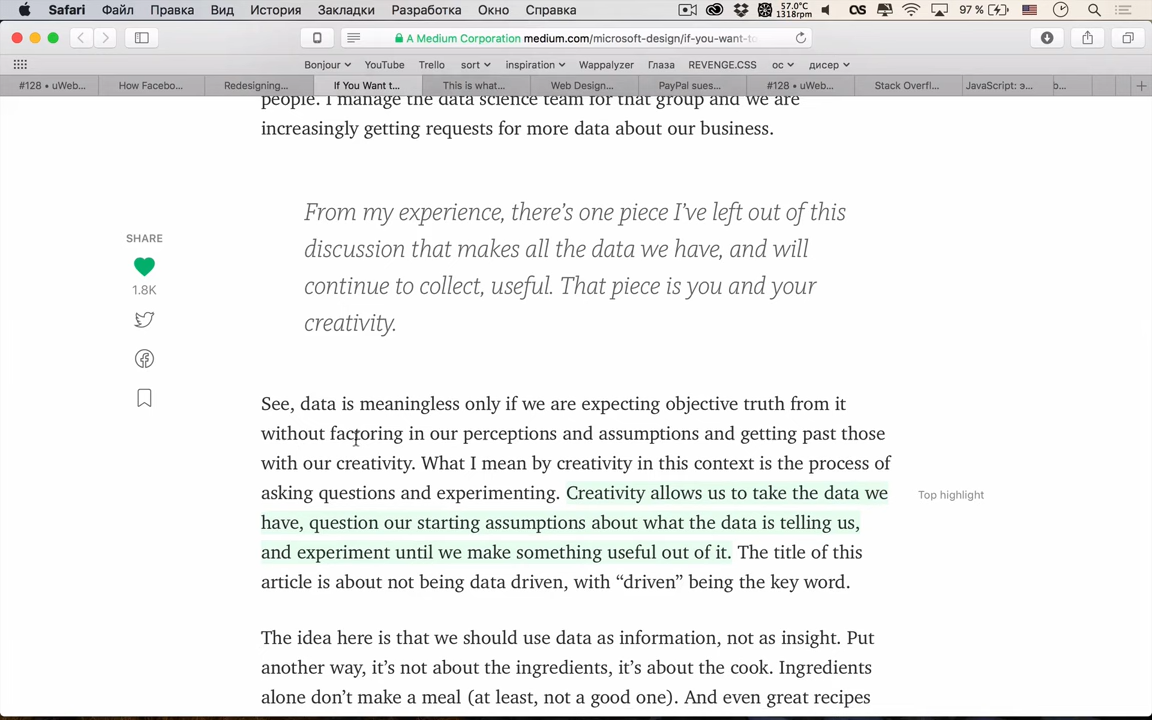 Safari Файл Правка Вид История Закладки Разработка Окно Справка 57.0°C 1318rpm 97 %
A Medium Corporation medium.com/microsoft-design/if-you-want-to
Bonjour YouTube Trello sort inspiration Wappalyzer Глаза REVENGE.CSS ос дисер
#128 • uWeb... How Facebo... Redesigning... If You Want t... This is what... Web Design... PayPal sues... #128 • uWeb... Stack Overfl... JavaScript: э... b...
people. I manage the data science team for that group and we are
increasingly getting requests for more data about our business.
From my experience, there’s one piece I’ve left out of this
discussion that makes all the data we have, and will
continue to collect, useful. That piece is you and your
creativity.
SHARE
1.8K
See, data is meaningless only if we are expecting objective truth from it
without factoring in our perceptions and assumptions and getting past those
with our creativity. What I mean by creativity in this context is the process of
asking questions and experimenting. Creativity allows us to take the data we
have, question our starting assumptions about what the data is telling us,
and experiment until we make something useful out of it. The title of this
article is about not being data driven, with “driven” being the key word.
Top highlight
The idea here is that we should use data as information, not as insight. Put
another way, it’s not about the ingredients, it’s about the cook. Ingredients
alone don’t make a meal (at least, not a good one). And even great recipes